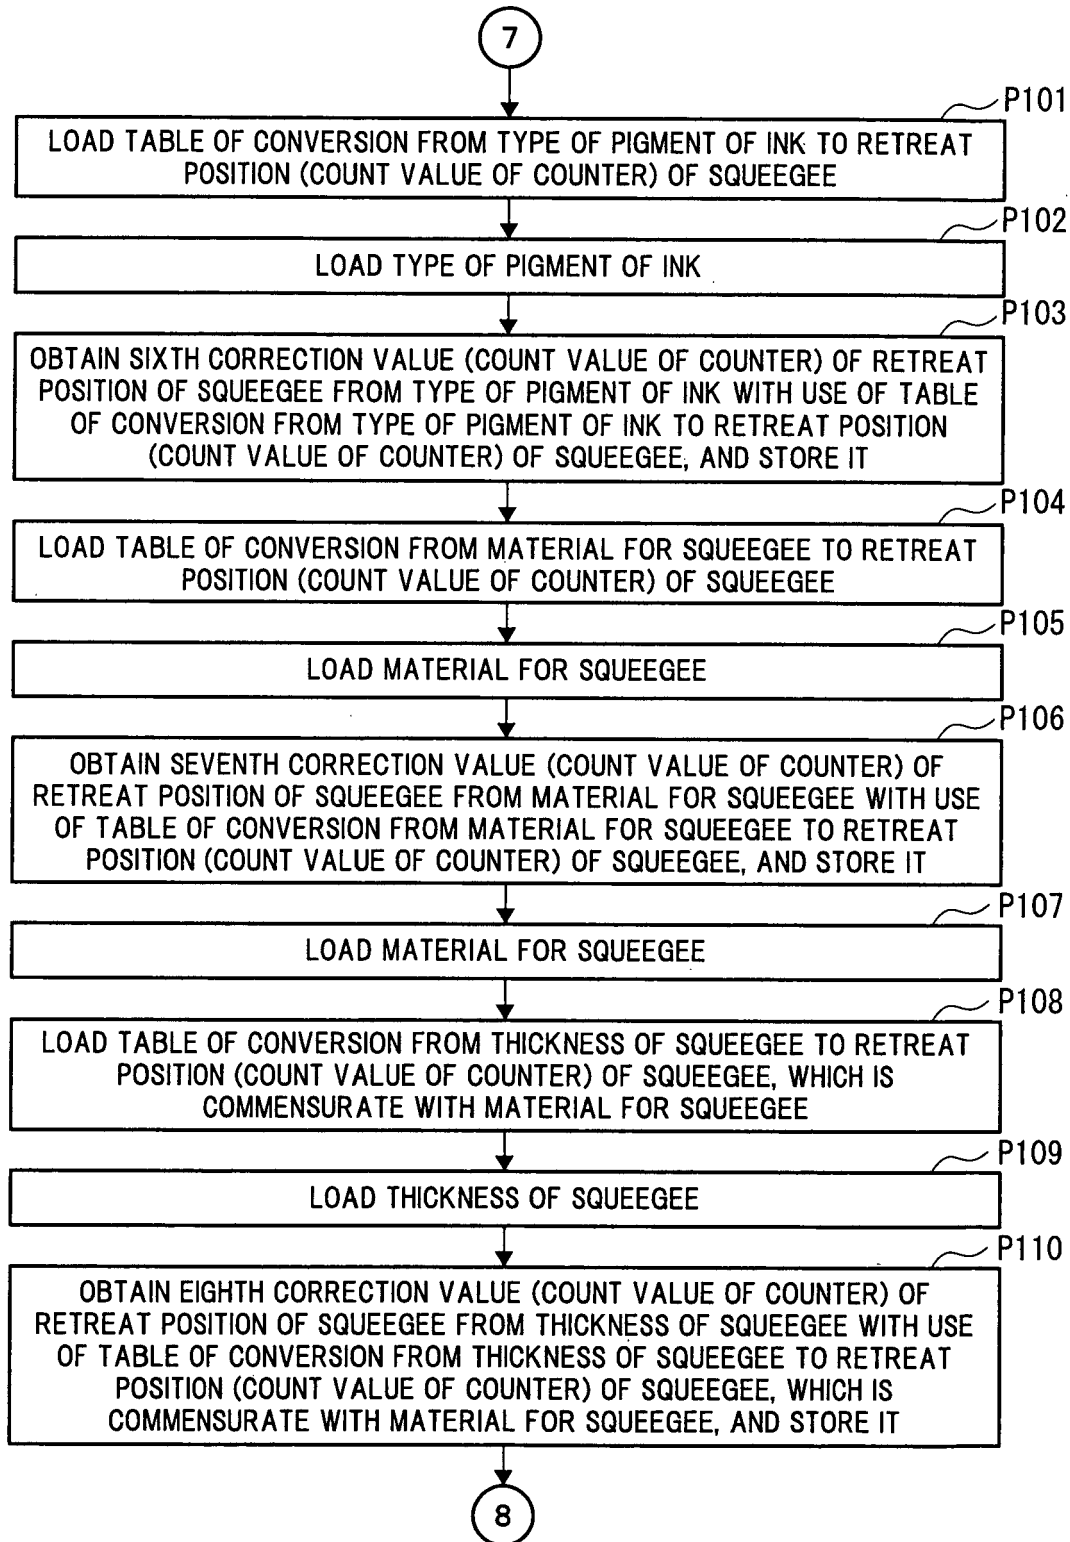 7
P101
LOAD TABLE OF CONVERSION FROM TYPE OF PIGMENT OF INK TO RETREAT
POSITION (COUNT VALUE OF COUNTER) OF SQUEEGEE
P102
LOAD TYPE OF PIGMENT OF INK
P103
OBTAIN SIXTH CORRECTION VALUE (COUNT VALUE OF COUNTER) OF RETREAT
POSITION OF SQUEEGEE FROM TYPE OF PIGMENT OF INK WITH USE OF TABLE
OF CONVERSION FROM TYPE OF PIGMENT OF INK TO RETREAT POSITION
(COUNT VALUE OF COUNTER) OF SQUEEGEE, AND STORE IT
P104
LOAD TABLE OF CONVERSION FROM MATERIAL FOR SQUEEGEE TO RETREAT
POSITION (COUNT VALUE OF COUNTER) OF SQUEEGEE
P105
LOAD MATERIAL FOR SQUEEGEE
P106
OBTAIN SEVENTH CORRECTION VALUE (COUNT VALUE OF COUNTER) OF
RETREAT POSITION OF SQUEEGEE FROM MATERIAL FOR SQUEEGEE WITH USE
OF TABLE OF CONVERSION FROM MATERIAL FOR SQUEEGEE TO RETREAT
POSITION (COUNT VALUE OF COUNTER) OF SQUEEGEE, AND STORE IT
P107
LOAD MATERIAL FOR SQUEEGEE
P108
LOAD TABLE OF CONVERSION FROM THICKNESS OF SQUEEGEE TO RETREAT
POSITION (COUNT VALUE OF COUNTER) OF SQUEEGEE, WHICH IS
COMMENSURATE WITH MATERIAL FOR SQUEEGEE
P109
LOAD THICKNESS OF SQUEEGEE
P110
OBTAIN EIGHTH CORRECTION VALUE (COUNT VALUE OF COUNTER) OF
RETREAT POSITION OF SQUEEGEE FROM THICKNESS OF SQUEEGEE WITH USE
OF TABLE OF CONVERSION FROM THICKNESS OF SQUEEGEE TO RETREAT
POSITION (COUNT VALUE OF COUNTER) OF SQUEEGEE, WHICH IS
COMMENSURATE WITH MATERIAL FOR SQUEEGEE, AND STORE IT
8